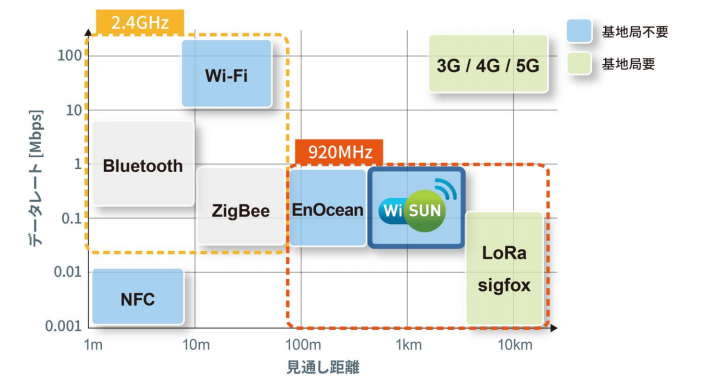 2.4GHz
基地局不要
基地局要
100
10
1
0.1
0.01
0.001
データレート [Mbps]
Wi-Fi
3G / 4G / 5G
Bluetooth
920MHz
ZigBee
EnOcean
Wi SUN
LoRa
sigfox
NFC
1m
10m
100m
1km
10km
見通し距離